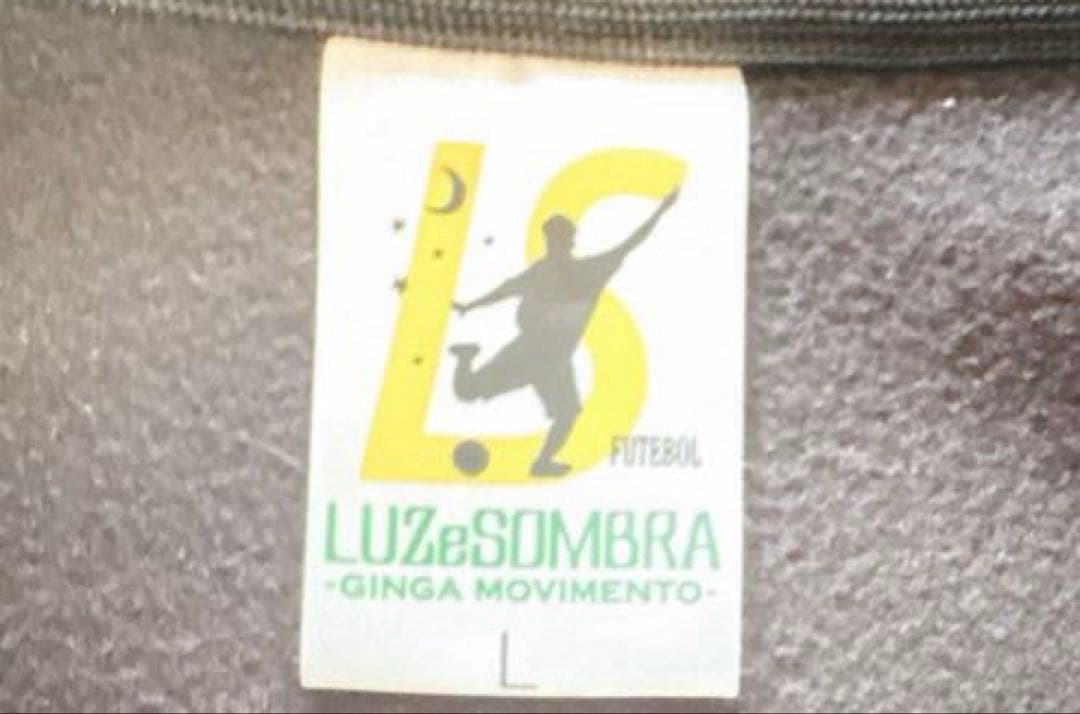 LS
FUTEBOL
LUZeSOMBRA
-GINGA MOVIMENTO-
L